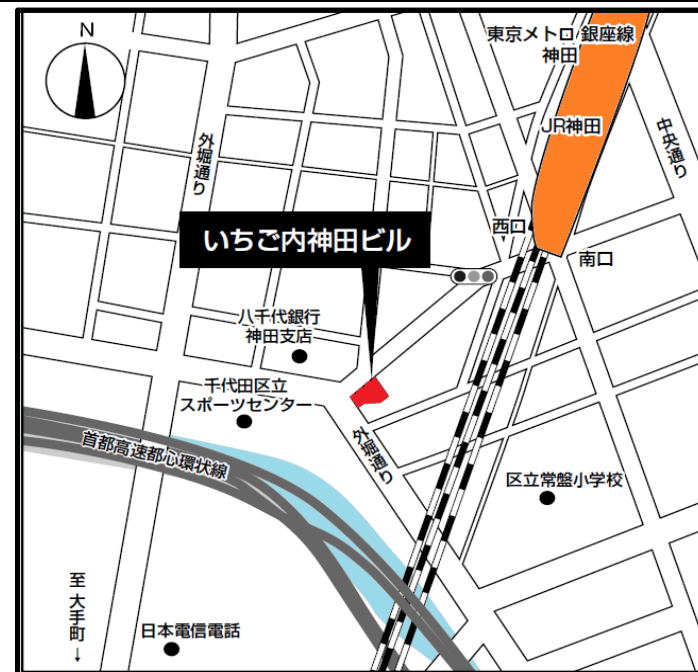 N
東京メトロ 銀座線
神田
JR神田
中央通り
外堀通り
西口
南口
いちご内神田ビル
八千代銀行
神田支店
千代田区立
スポーツセンター
外堀通り
首都高速都心環状線
区立常盤小学校
至 大手町 ↓
日本電信電話